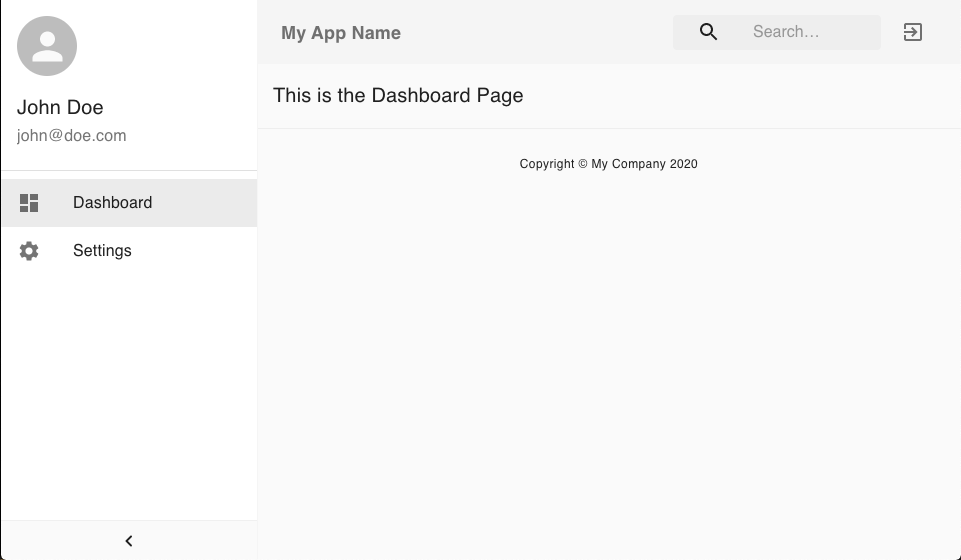 John Doe
john@doe.com
Dashboard
Settings
My App Name
Search...
This is the Dashboard Page
Copyright © My Company 2020